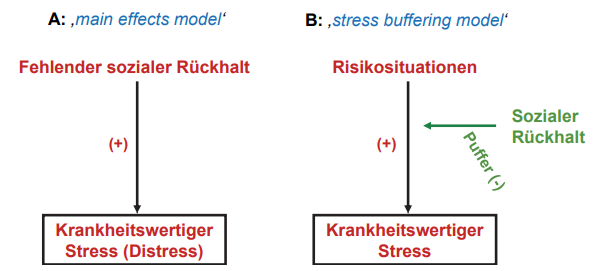 A: ‚main effects model‘
Fehlender sozialer Rückhalt
(+)
Krankheitswertiger
Stress (Distress)
B: ‚stress buffering model‘
Risikosituationen
(+)
Sozialer
Rückhalt
Puffer (-)
Krankheitswertiger
Stress